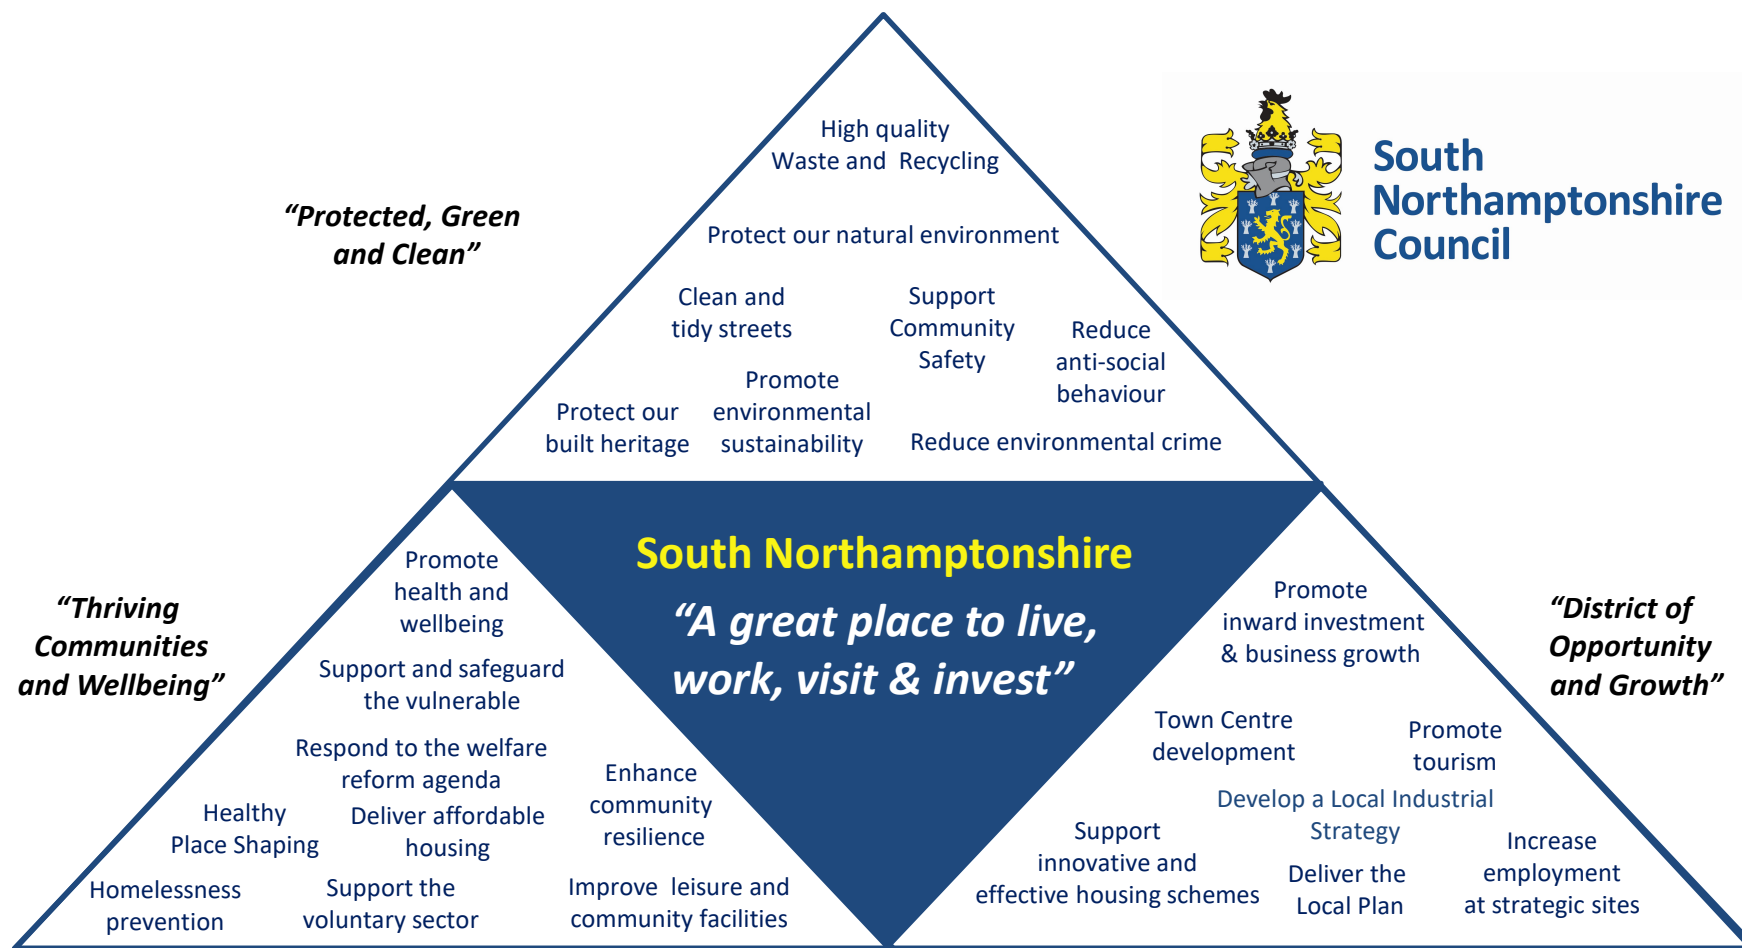 High quality
Waste and Recycling
South
Northamptonshire
Council
“Protected, Green
and Clean”
Protect our natural environment
Clean and
tidy streets
Support
Community
Safety
Reduce
anti-social
behaviour
Promote
environmental
sustainability
Protect our
built heritage
Reduce environmental crime
South Northamptonshire
“A great place to live,
work, visit & invest”
“Thriving
Communities
and Wellbeing”
Promote
health and
wellbeing
Support and safeguard
the vulnerable
Respond to the welfare
reform agenda
Enhance
community
resilience
Healthy
Place Shaping
Deliver affordable
housing
Homelessness
prevention
Support the
voluntary sector
Improve leisure and
community facilities
“District of
Opportunity
and Growth”
Promote
inward investment
& business growth
Town Centre
development
Promote
tourism
Develop a Local Industrial
Strategy
Support
innovative and
effective housing schemes
Deliver the
Local Plan
Increase
employment
at strategic sites